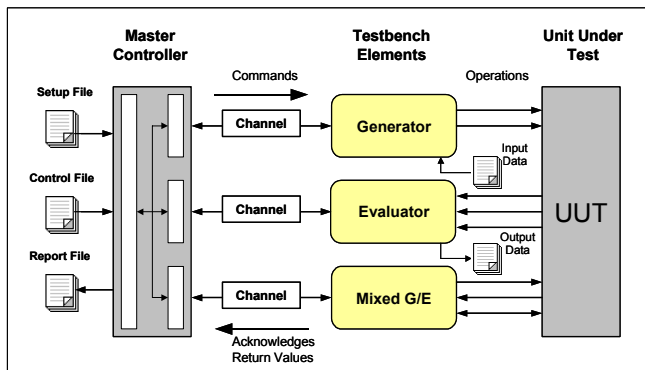 Master
Controller
Testbench
Elements
Unit Under
Test
Commands
Operations
Setup File
Channel
Generator
Input
Data
Control File
Channel
Evaluator
UUT
Output
Data
Report File
Channel
Mixed G/E
Acknowledges
Return Values